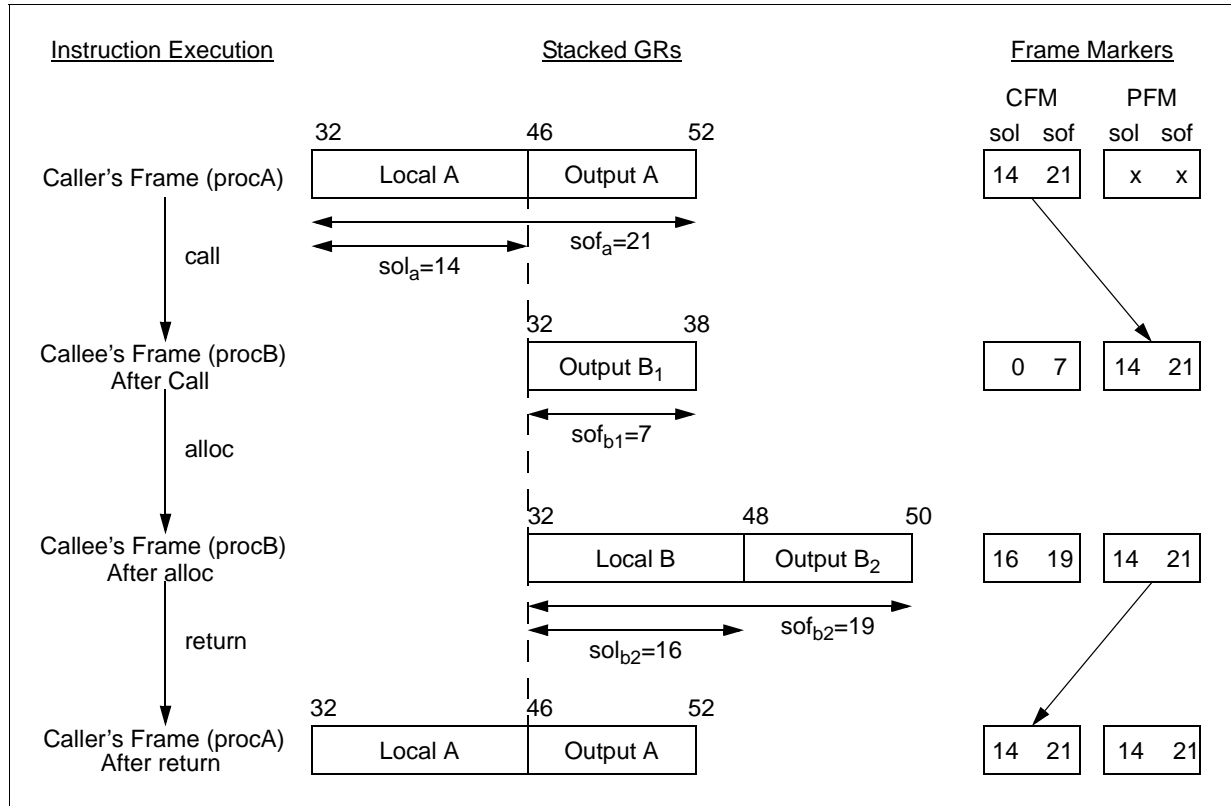 Instruction Execution Stacked GRs Frame Markers
CFM PFM
sol sof sol sof
32 46 52
Caller's Frame (procA) Local A Output A 14 21 x x
sofa=21
sola=14
call
32 38
Callee's Frame (procB)
After Call
Output B1 0 7 14 21
sofb1=7
alloc
32 48 50
Callee's Frame (procB)
After alloc
Local B Output B2 16 19 14 21
sofb2=19
solb2=16
return
32 46 52
Caller's Frame (procA)
After return
Local A Output A 14 21 14 21